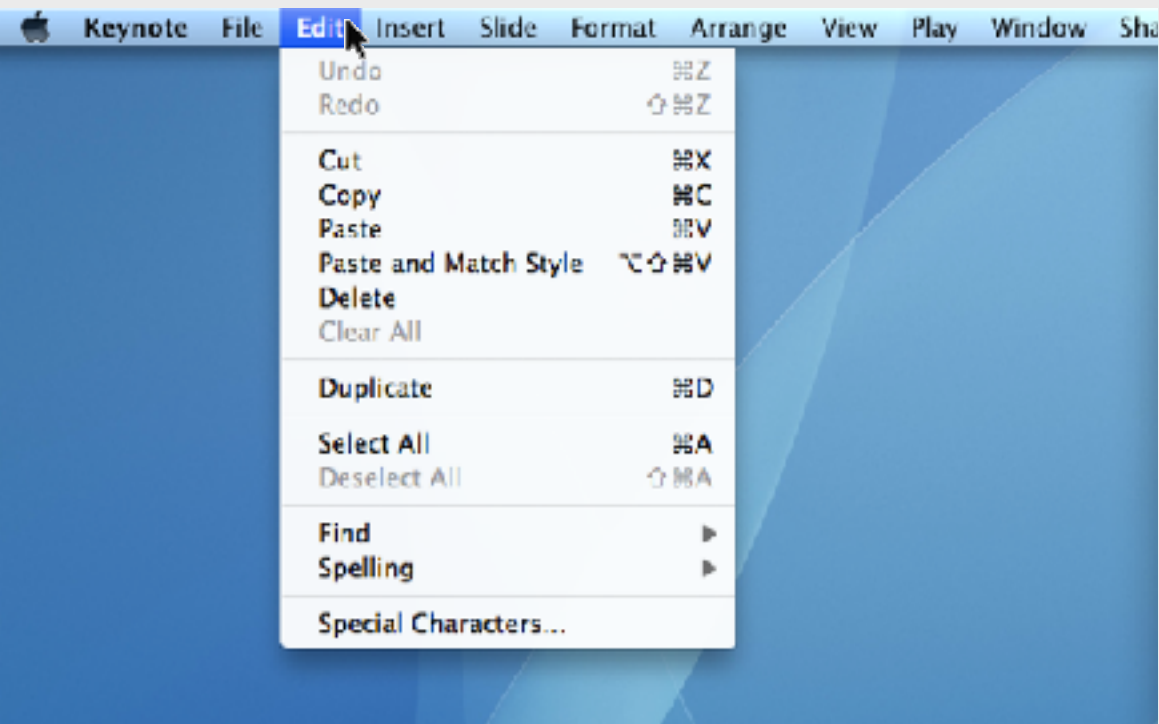 Keynote File Edit Insert Slide Format Arrange View Play Window Sha
Undo ⌘Z
Redo ⇧⌘Z
Cut ⌘X
Copy ⌘C
Paste ⌘V
Paste and Match Style ⌥⇧⌘V
Delete
Clear All
Duplicate ⌘D
Select All ⌘A
Deselect All ⇧⌘A
Find
Spelling
Special Characters...